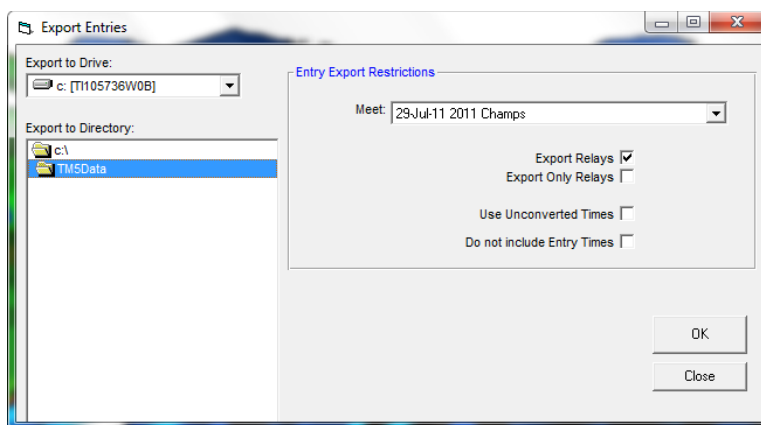 Export Entries
Export to Drive:
c: [TI105736W0B]
Export to Directory:
c:\
TM5Data
Entry Export Restrictions
Meet: 29-Jul-11 2011 Champs
Export Relays
Export Only Relays
Use Unconverted Times
Do not include Entry Times
OK
Close